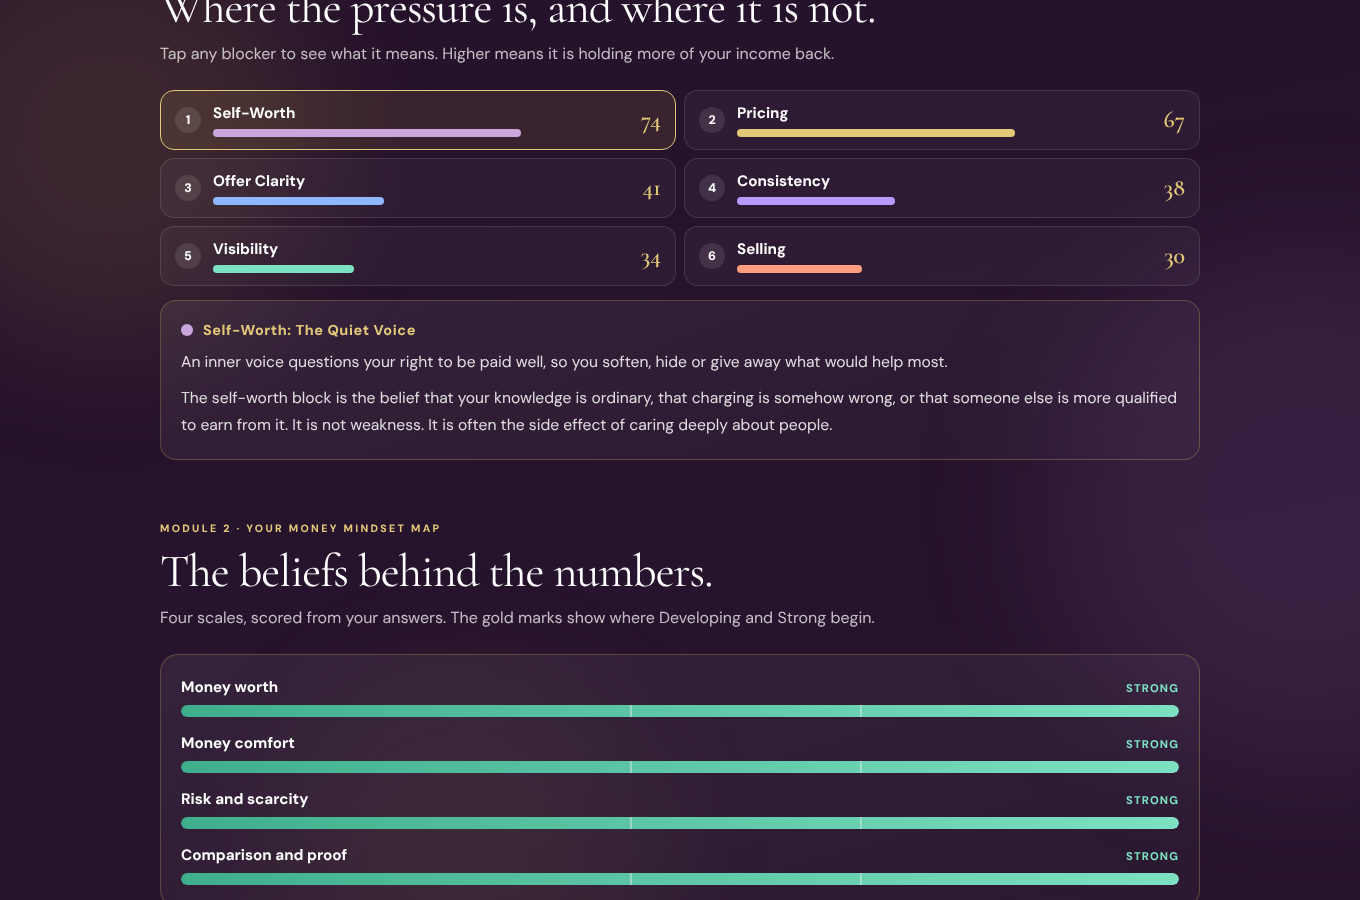 Where the pressure is, and where it is not.
Tap any blocker to see what it means. Higher means it is holding more of your income back.
1 Self-Worth 74
2 Pricing 67
3 Offer Clarity 41
4 Consistency 38
5 Visibility 34
6 Selling 30
Self-Worth: The Quiet Voice
An inner voice questions your right to be paid well, so you soften, hide or give away what would help most.
The self-worth block is the belief that your knowledge is ordinary, that charging is somehow wrong, or that someone else is more qualified
to earn from it. It is not weakness. It is often the side effect of caring deeply about people.
MODULE 2 · YOUR MONEY MINDSET MAP
The beliefs behind the numbers.
Four scales, scored from your answers. The gold marks show where Developing and Strong begin.
Money worth STRONG
Money comfort STRONG
Risk and scarcity STRONG
Comparison and proof STRONG